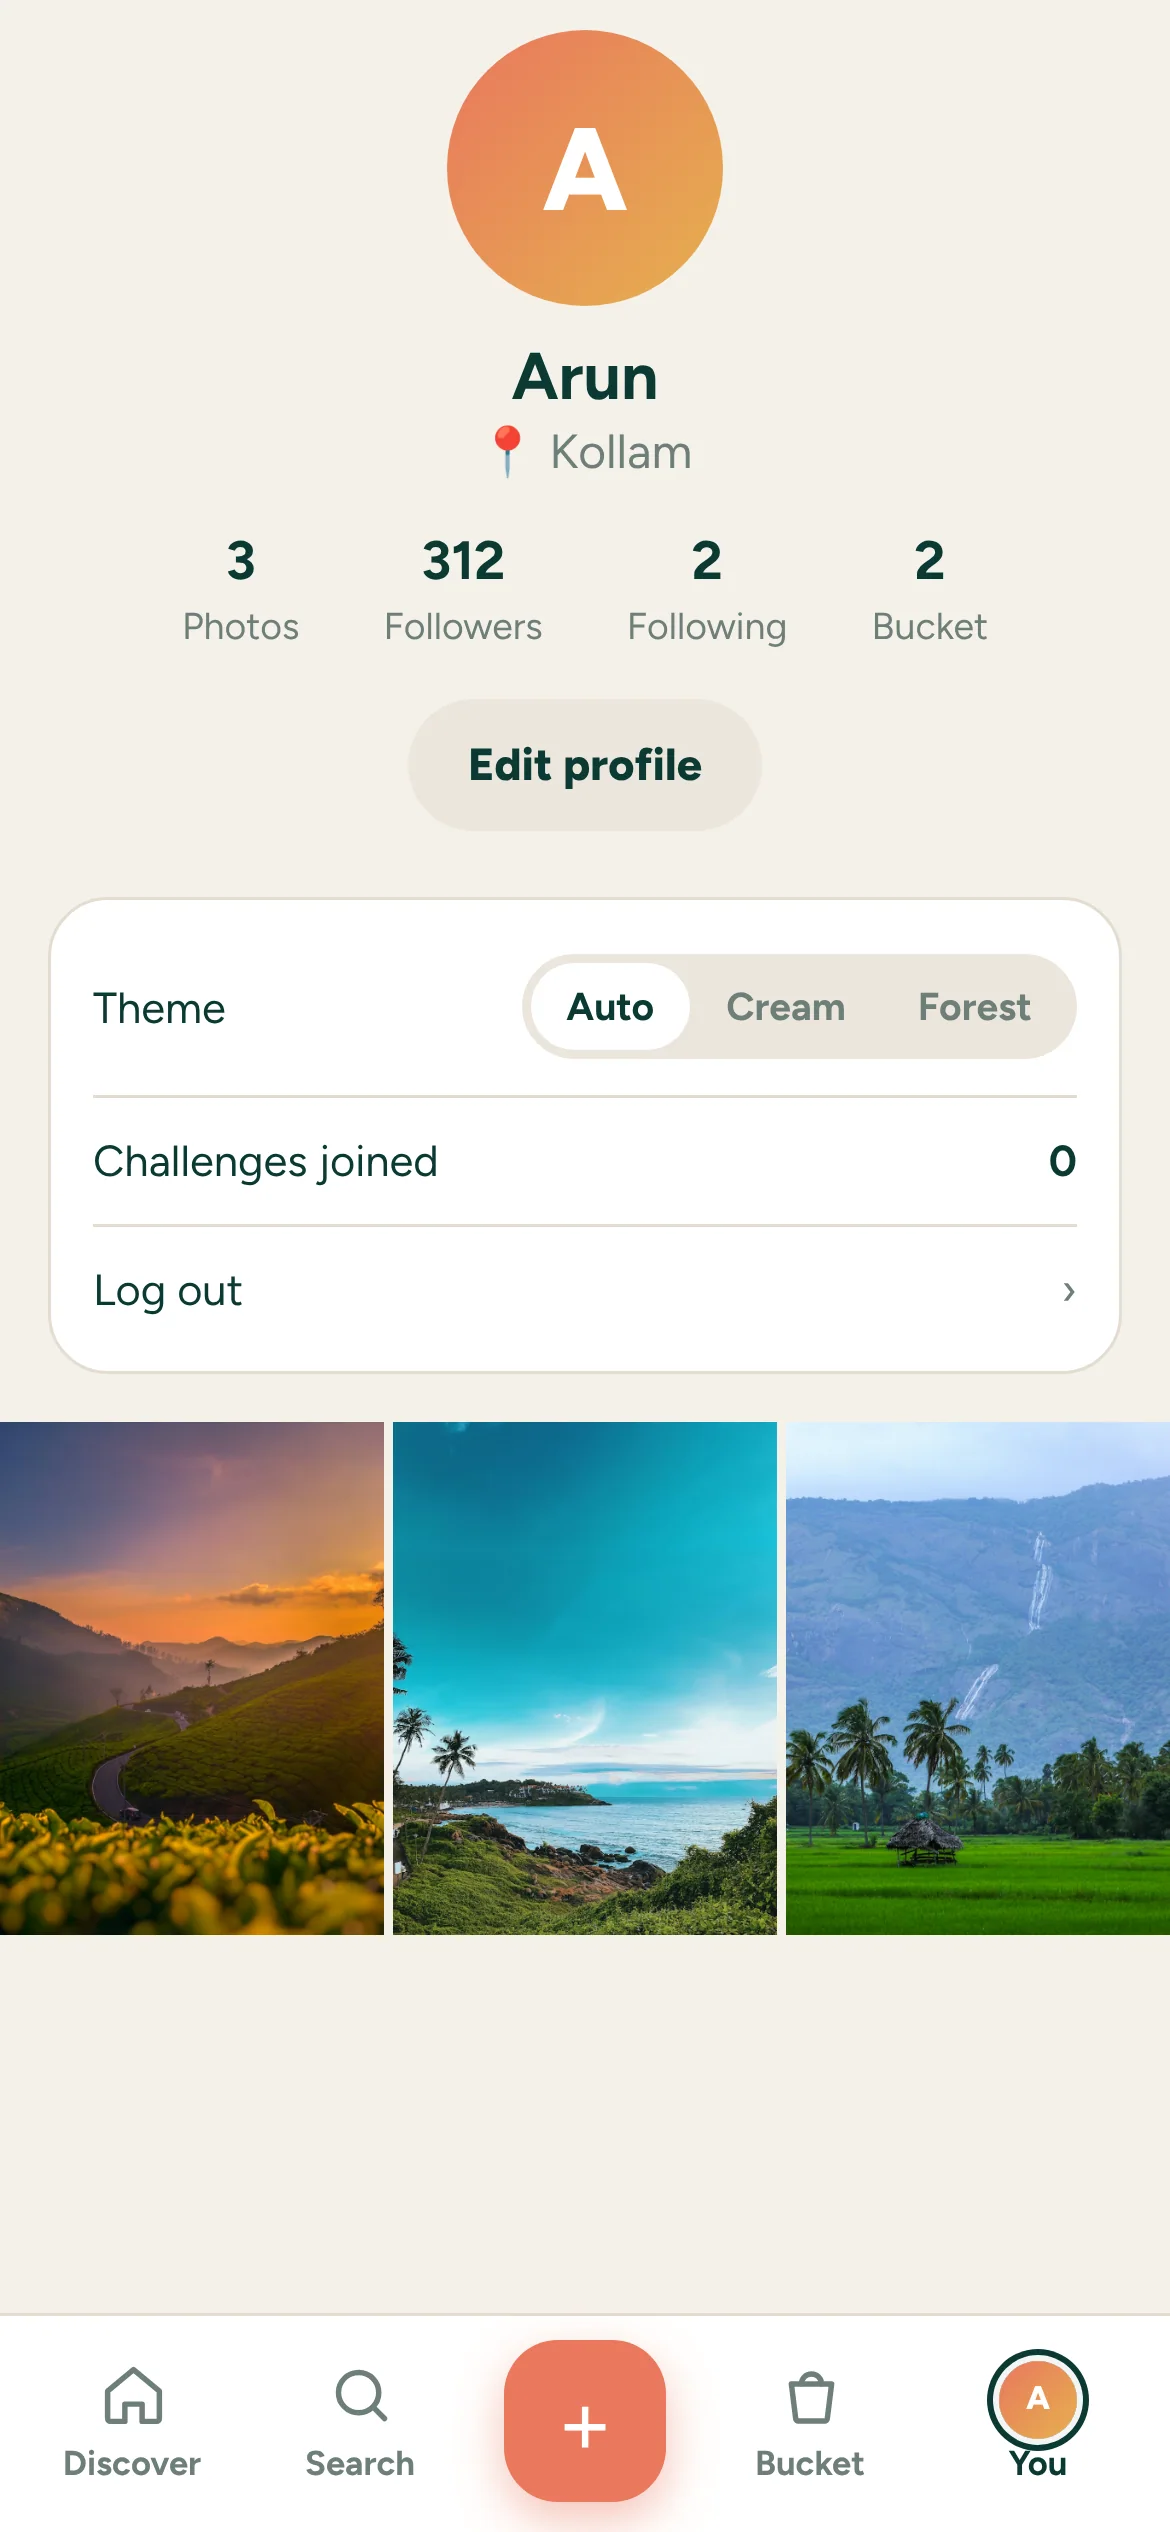 A
Arun
📍 Kollam
3 312 2 2
Photos Followers Following Bucket
Edit profile
Theme Auto Cream Forest
Challenges joined 0
Log out ›
+
A
Discover Search Bucket You